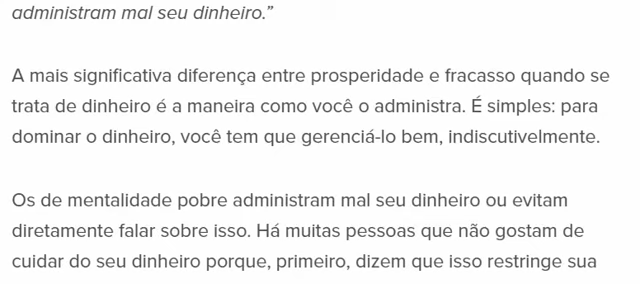 administram mal seu dinheiro.”
A mais significativa diferença entre prosperidade e fracasso quando se
trata de dinheiro é a maneira como você o administra. É simples: para
dominar o dinheiro, você tem que gerenciá-lo bem, indiscutivelmente.
Os de mentalidade pobre administram mal seu dinheiro ou evitam
diretamente falar sobre isso. Há muitas pessoas que não gostam de
cuidar do seu dinheiro porque, primeiro, dizem que isso restringe sua